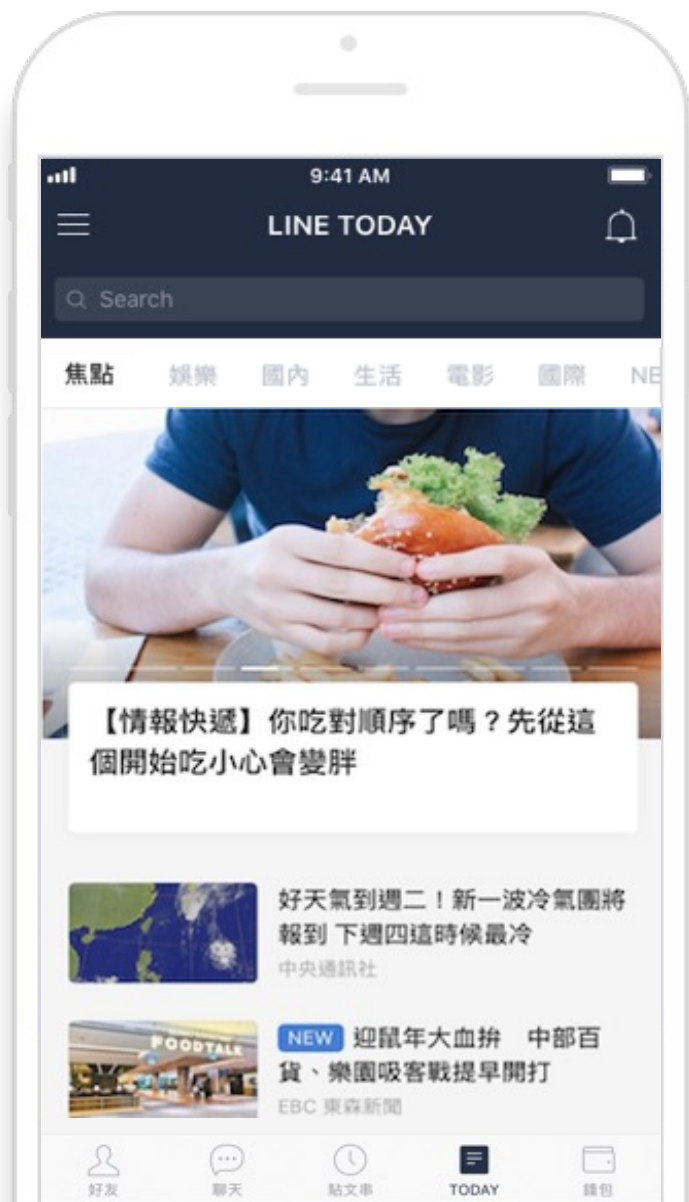 9:41 AM
LINE TODAY
Search
焦點 娛樂 國內 生活 電影 國際 NE
【情報快遞】你吃對順序了嗎？先從這
個開始吃小心會變胖
好天氣到週二！新一波冷氣團將
報到 下週四這時候最冷
中央通訊社
FOODTALK
NEW 迎鼠年大血拚　中部百
貨、樂園吸客戰提早開打
EBC 東森新聞
好友 聊天 貼文串 TODAY 錢包